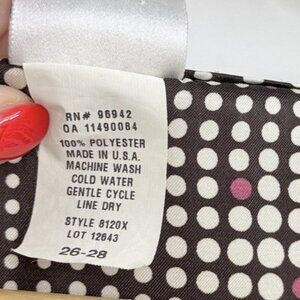 RN# 96942
OA 11490084
100% POLYESTER
MADE IN U.S.A.
MACHINE WASH
COLD WATER
GENTLE CYCLE
LINE DRY
STYLE 8120X
LOT 12643
26-28